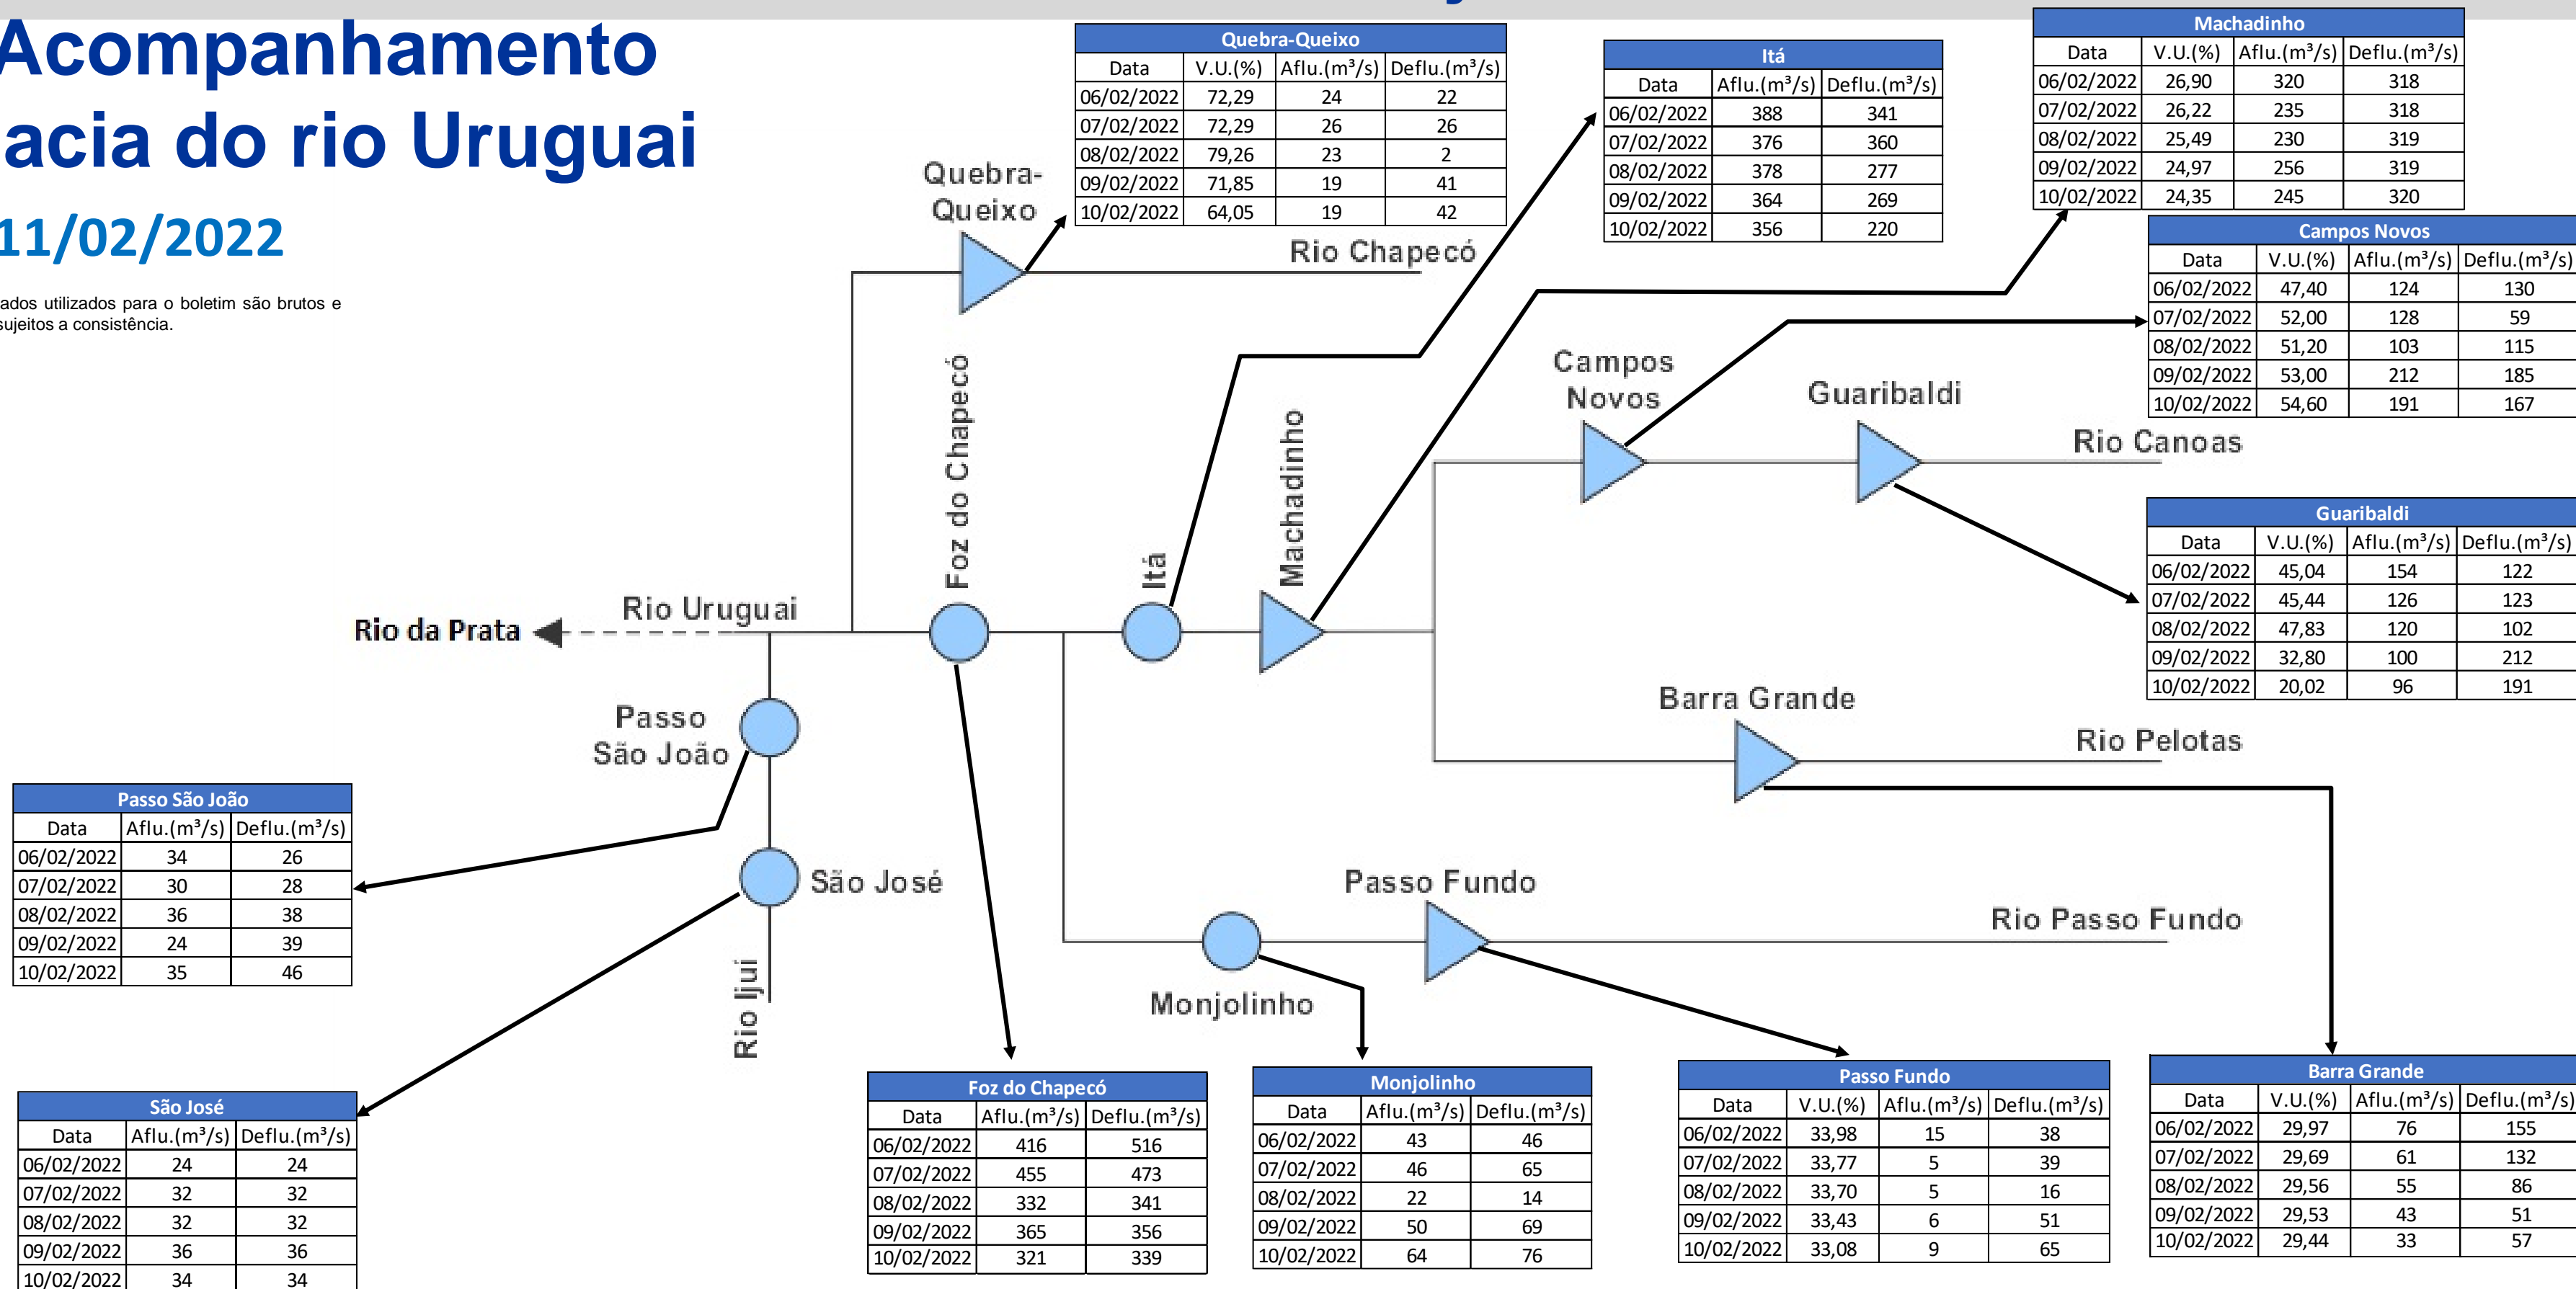 Acompanhamento
acia do rio Uruguai
11/02/2022
ados utilizados para o boletim são brutos e
sujeitos a consistência.
Quebra-Queixo
Data V.U.(%) Aflu.(m³/s) Deflu.(m³/s)
06/02/2022 72,29 24 22
07/02/2022 72,29 26 26
08/02/2022 79,26 23 2
09/02/2022 71,85 19 41
10/02/2022 64,05 19 42
Itá
Data Aflu.(m³/s) Deflu.(m³/s)
06/02/2022 388 341
07/02/2022 376 360
08/02/2022 378 277
09/02/2022 364 269
10/02/2022 356 220
Machadinho
Data V.U.(%) Aflu.(m³/s) Deflu.(m³/s)
06/02/2022 26,90 320 318
07/02/2022 26,22 235 318
08/02/2022 25,49 230 319
09/02/2022 24,97 256 319
10/02/2022 24,35 245 320
Campos Novos
Data V.U.(%) Aflu.(m³/s) Deflu.(m³/s)
06/02/2022 47,40 124 130
07/02/2022 52,00 128 59
08/02/2022 51,20 103 115
09/02/2022 53,00 212 185
10/02/2022 54,60 191 167
Quebra-
Queixo
Rio Chapecó
Foz do Chapecó
Itá
Machadinho
Campos
Novos
Guaribaldi
Rio Canoas
Guaribaldi
Data V.U.(%) Aflu.(m³/s) Deflu.(m³/s)
06/02/2022 45,04 154 122
07/02/2022 45,44 126 123
08/02/2022 47,83 120 102
09/02/2022 32,80 100 212
10/02/2022 20,02 96 191
Rio da Prata
Rio Uruguai
Barra Grande
Rio Pelotas
Passo
São João
São José
Rio Ijuí
Passo Fundo
Rio Passo Fundo
Monjolinho
Passo São João
Data Aflu.(m³/s) Deflu.(m³/s)
06/02/2022 34 26
07/02/2022 30 28
08/02/2022 36 38
09/02/2022 24 39
10/02/2022 35 46
São José
Data Aflu.(m³/s) Deflu.(m³/s)
06/02/2022 24 24
07/02/2022 32 32
08/02/2022 32 32
09/02/2022 36 36
10/02/2022 34 34
Foz do Chapecó
Data Aflu.(m³/s) Deflu.(m³/s)
06/02/2022 416 516
07/02/2022 455 473
08/02/2022 332 341
09/02/2022 365 356
10/02/2022 321 339
Monjolinho
Data Aflu.(m³/s) Deflu.(m³/s)
06/02/2022 43 46
07/02/2022 46 65
08/02/2022 22 14
09/02/2022 50 69
10/02/2022 64 76
Passo Fundo
Data V.U.(%) Aflu.(m³/s) Deflu.(m³/s)
06/02/2022 33,98 15 38
07/02/2022 33,77 5 39
08/02/2022 33,70 5 16
09/02/2022 33,43 6 51
10/02/2022 33,08 9 65
Barra Grande
Data V.U.(%) Aflu.(m³/s) Deflu.(m³/s)
06/02/2022 29,97 76 155
07/02/2022 29,69 61 132
08/02/2022 29,56 55 86
09/02/2022 29,53 43 51
10/02/2022 29,44 33 57